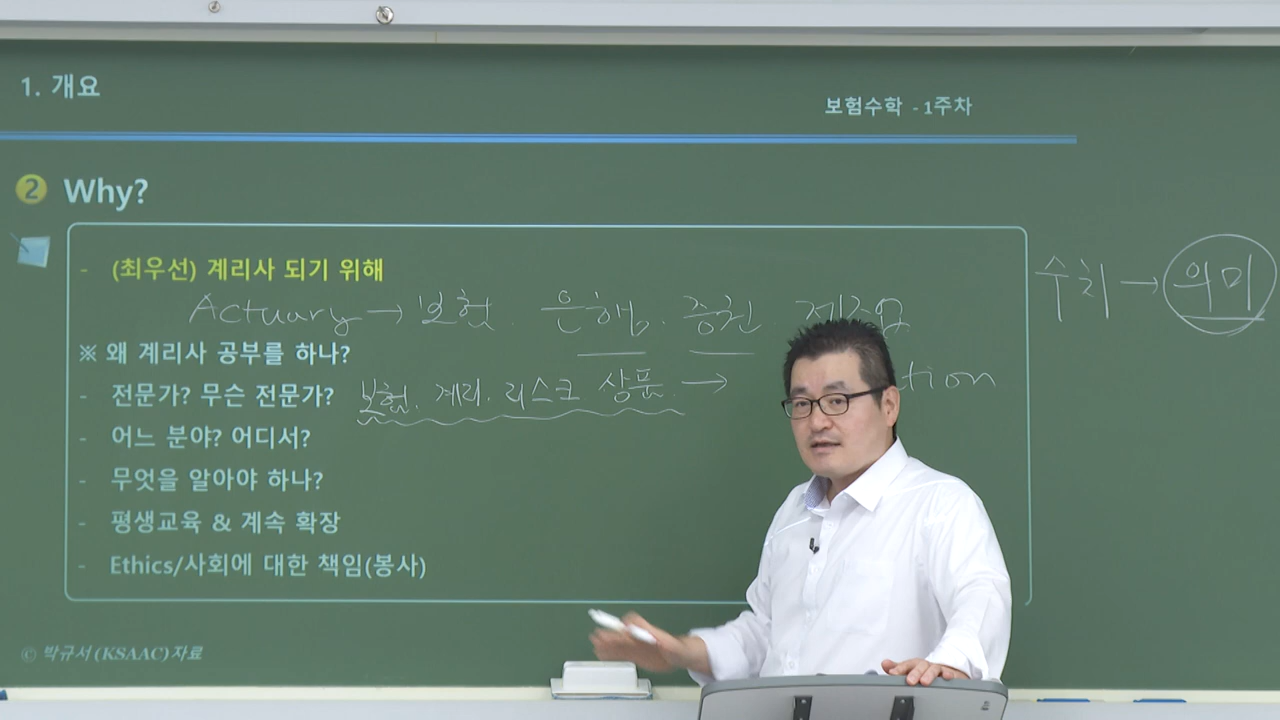 1. 개요
보험수학 - 1주차
2 Why?
- (최우선) 계리사 되기 위해
Actuary → 보험. 은행. 증권. 제조업
※ 왜 계리사 공부를 하나?
- 전문가? 무슨 전문가? 보험. 계리. 리스크 상품. → tion
- 어느 분야? 어디서?
- 무엇을 알아야 하나?
- 평생교육 & 계속 확장
- Ethics/사회에 대한 책임(봉사)
수치 → 의미
© 박규서 (KSAAC) 자료